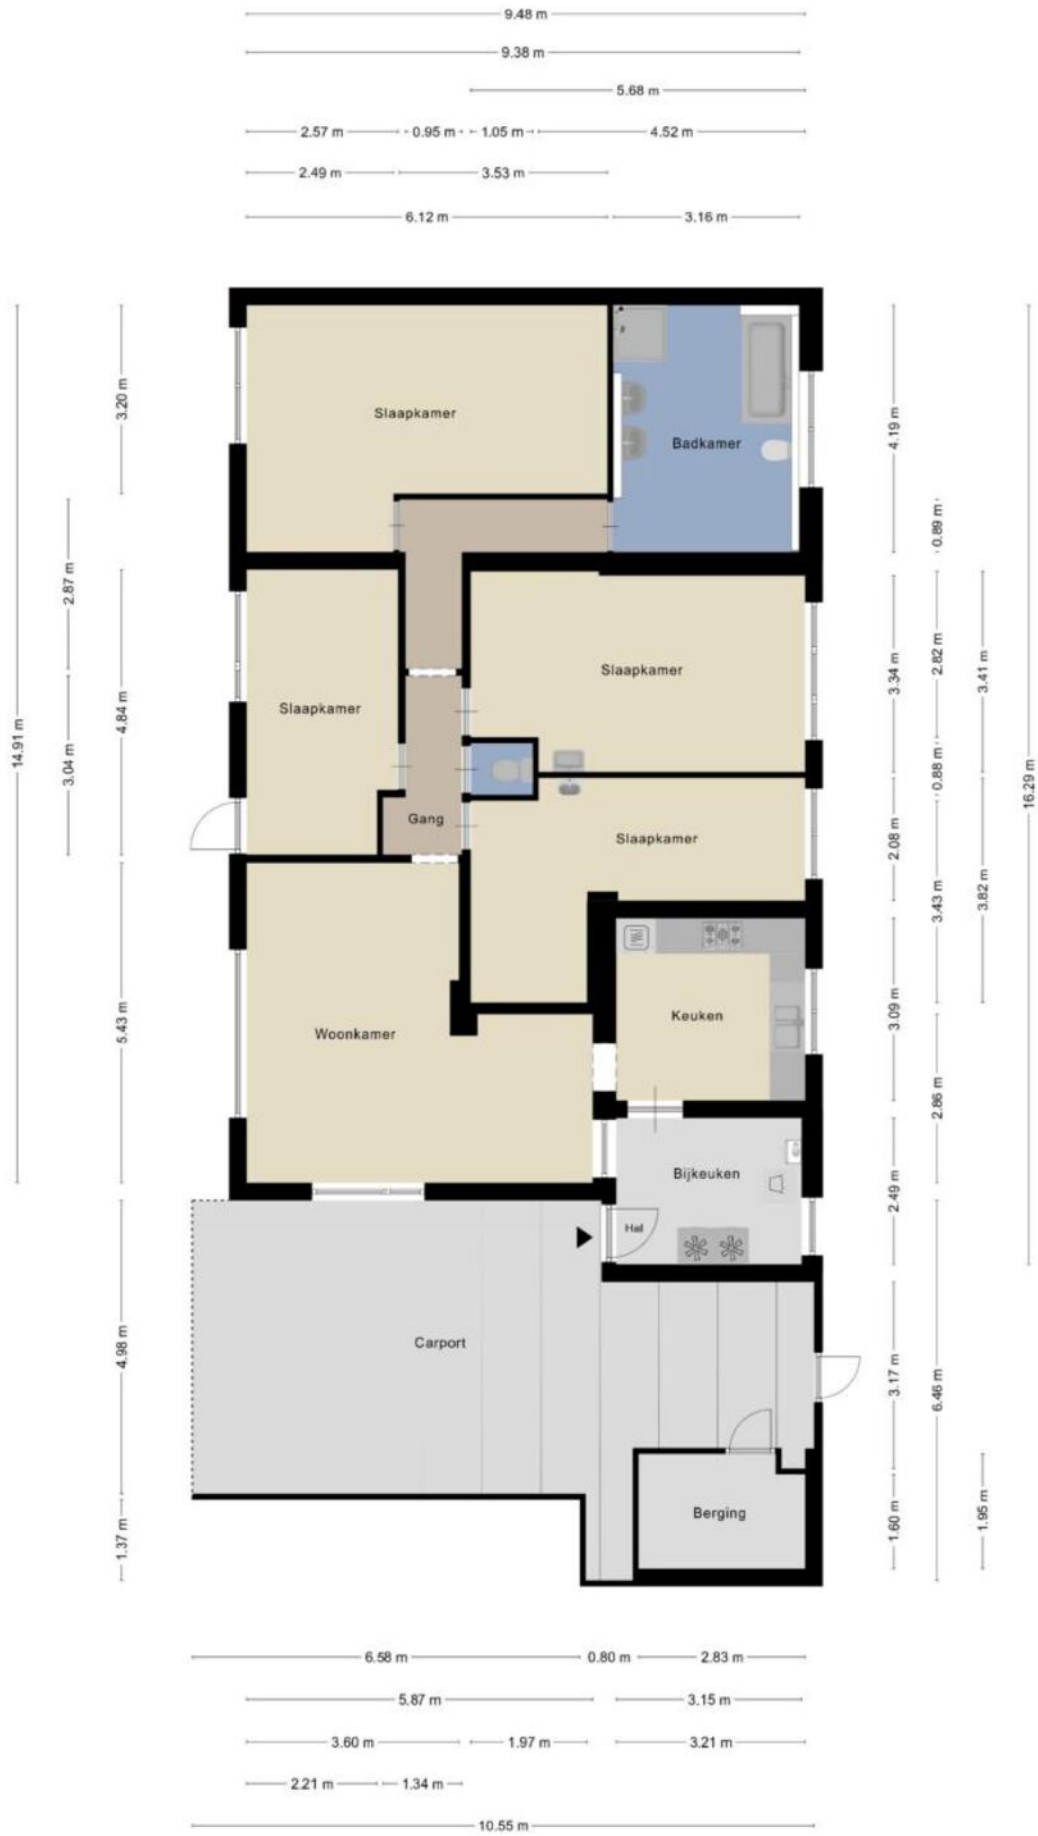 9.48 m
9.38 m
5.68 m
2.57 m 0.95 m 1.05 m 4.52 m
2.49 m 3.53 m
6.12 m 3.16 m
14.91 m
2.87 m
3.04 m
3.20 m
4.84 m
5.43 m
4.98 m
1.37 m
Slaapkamer
Badkamer
Slaapkamer
Slaapkamer
Gang
Slaapkamer
Woonkamer
Keuken
Bijkeuken
Hal
Carport
Berging
4.19 m
3.34 m
2.08 m
3.09 m
2.49 m
3.17 m
1.60 m
0.89 m
2.82 m
0.88 m
3.43 m
2.86 m
6.46 m
3.41 m
3.82 m
1.95 m
16.29 m
6.58 m 0.80 m 2.83 m
5.87 m 3.15 m
3.60 m 1.97 m 3.21 m
2.21 m 1.34 m
10.55 m